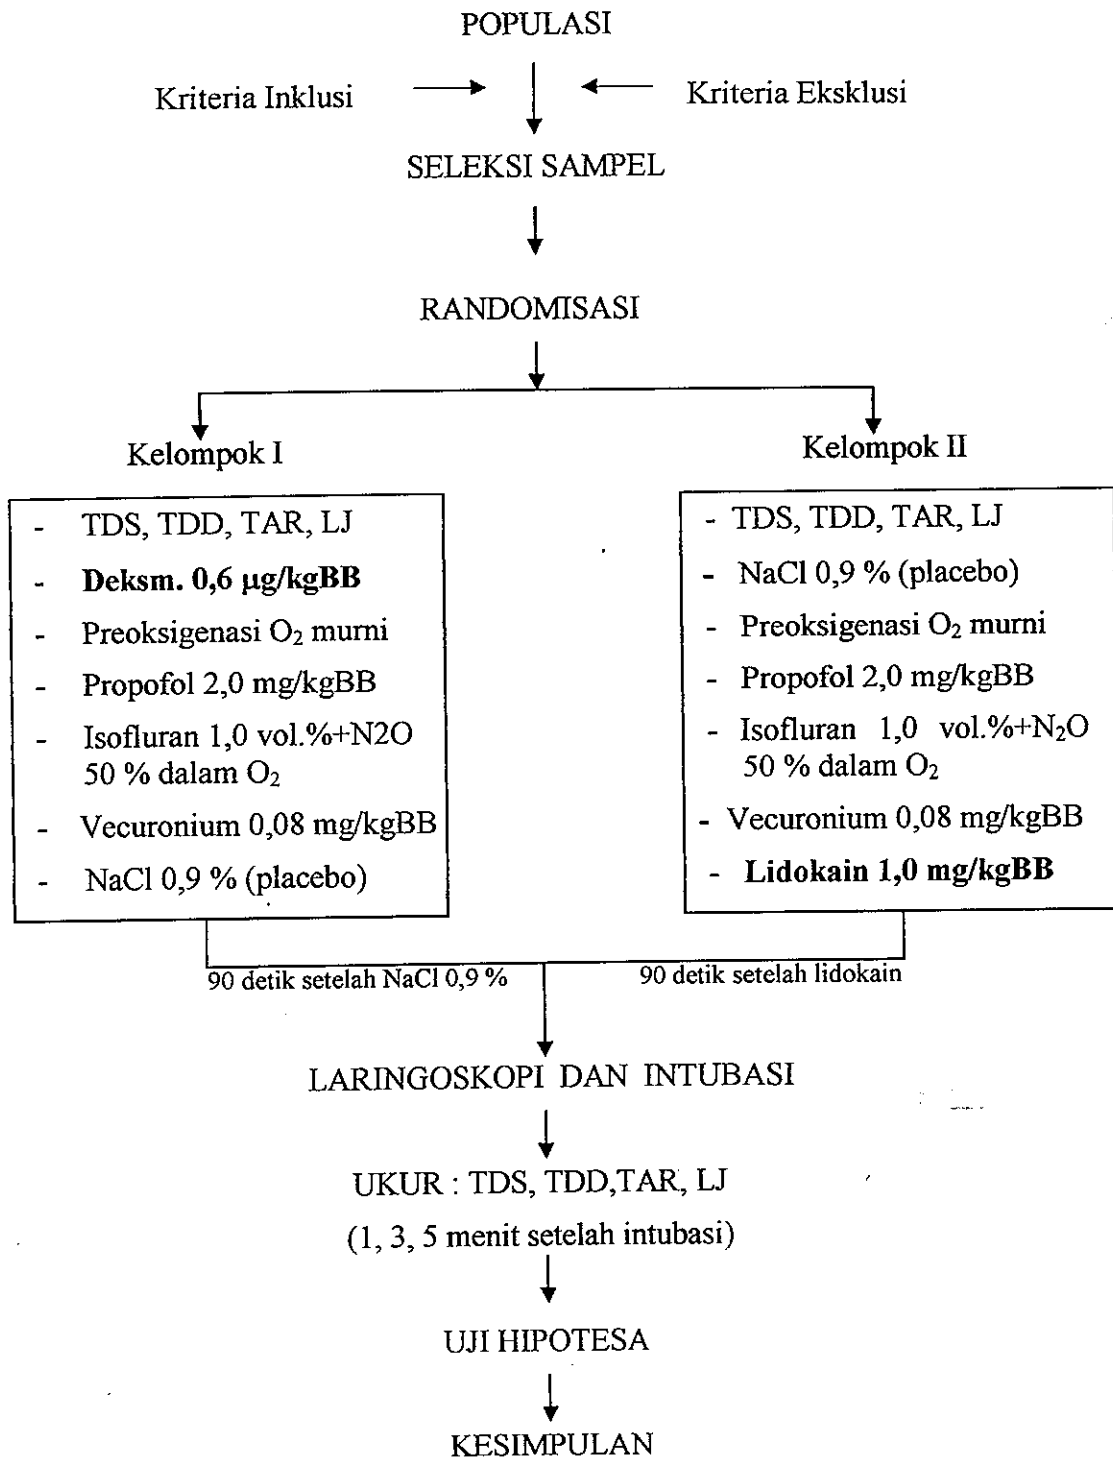 POPULASI
Kriteria Inklusi
Kriteria Eksklusi
SELEKSI SAMPEL
RANDOMISASI
Kelompok I
- TDS, TDD, TAR, LJ
- Deksm. 0,6 µg/kgBB
- Preoksigenasi O₂ murni
- Propofol 2,0 mg/kgBB
- Isofluran 1,0 vol.%+N2O
50 % dalam O₂
- Vecuronium 0,08 mg/kgBB
- NaCl 0,9 % (placebo)
Kelompok II
- TDS, TDD, TAR, LJ
- NaCl 0,9 % (placebo)
- Preoksigenasi O₂ murni
- Propofol 2,0 mg/kgBB
- Isofluran 1,0 vol.%+N₂O
50 % dalam O₂
- Vecuronium 0,08 mg/kgBB
- Lidokain 1,0 mg/kgBB
90 detik setelah NaCl 0,9 %
90 detik setelah lidokain
LARINGOSKOPI DAN INTUBASI
UKUR : TDS, TDD,TAR, LJ
(1, 3, 5 menit setelah intubasi)
UJI HIPOTESA
KESIMPULAN